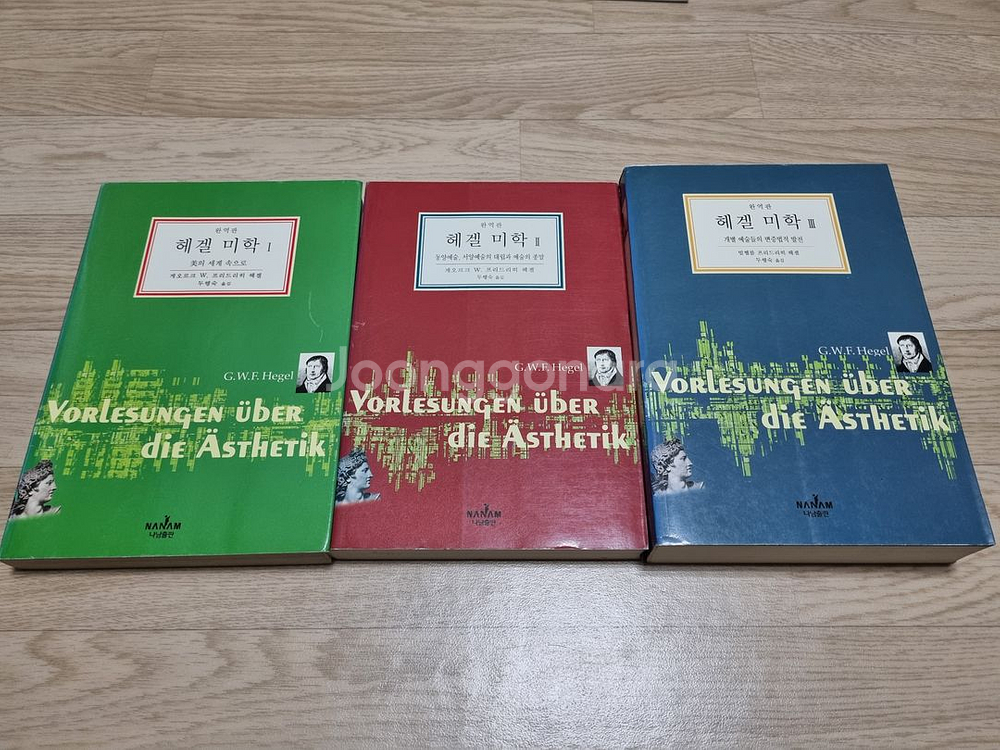 완역판
헤겔 미학 I
美의 세계 속으로
게오르크 W. 프리드리히 헤겔
두행숙 옮김
G.W.F. Hegel
Vorlesungen über
die Ästhetik
NANAM
나남출판
완역판
헤겔 미학 II
동양예술, 서양예술의 대립과 예술의 종말
게오르크 W. 프리드리히 헤겔
두행숙 옮김
G.W.F. Hegel
Vorlesungen über
die Ästhetik
NANAM
나남출판
완역판
헤겔 미학 III
개별 예술들의 변증법적 발전
빌헬름 프리드리히 헤겔
두행숙 옮김
G.W.F. Hegel
Vorlesungen über
die Ästhetik
NANAM
나남출판
Joonggonara